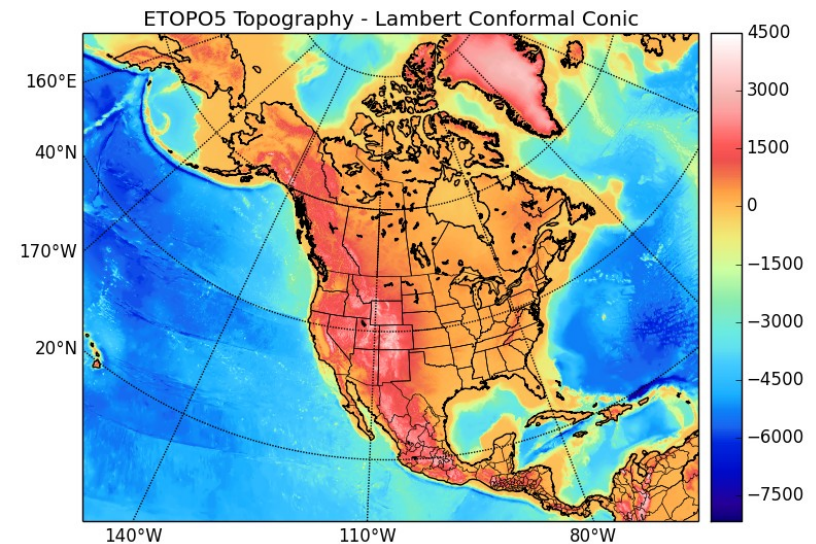 ETOPO5 Topography - Lambert Conformal Conic
160°E
40°N
170°W
20°N
140°W
110°W
80°W
4500
3000
1500
0
−1500
−3000
−4500
−6000
−7500